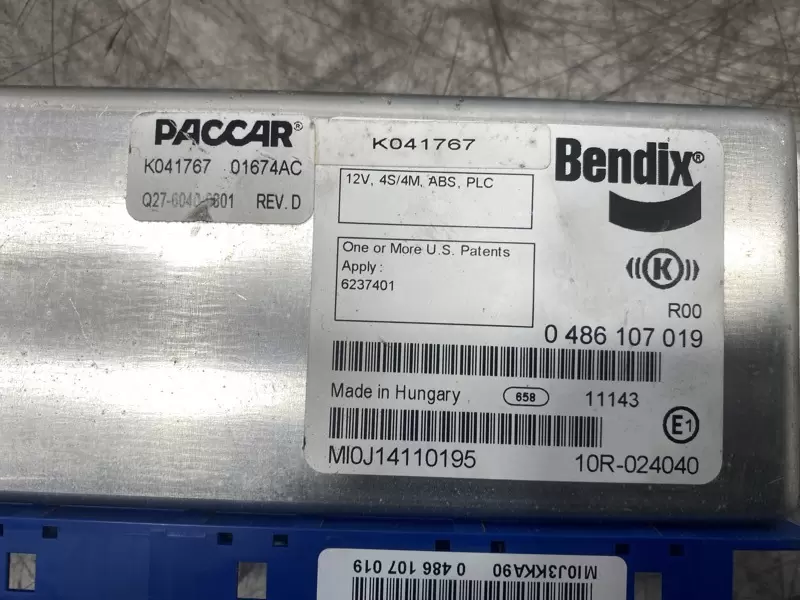 PACCAR®
K041767 01674AC
REV. D
K041767
12V, 4S/4M, ABS, PLC
One or More U.S. Patents
Apply :
6237401
Bendix®
K
R00
0 486 107 019
Made in Hungary 658 11143
E1
MI0J14110195 10R-024040
MI0J3KKA90 0 486 107 019